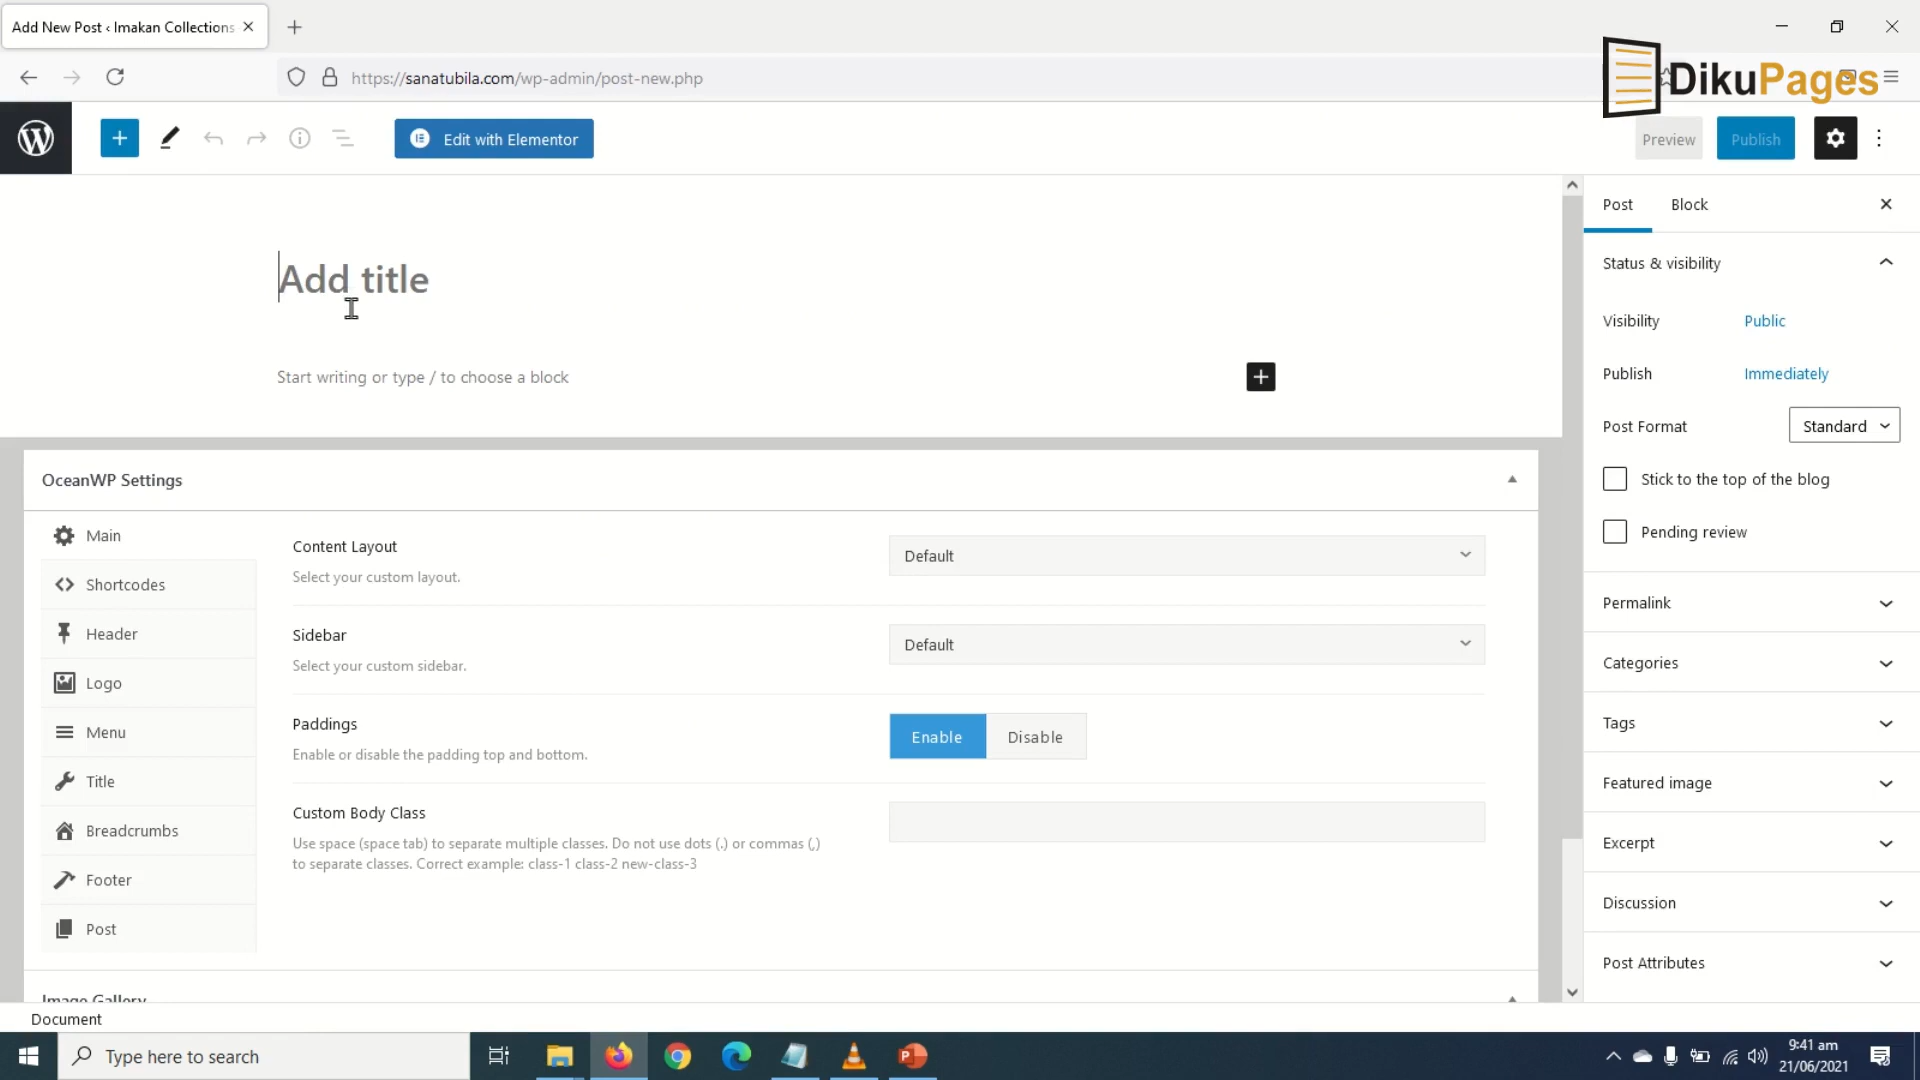 Add New Post ‹ Imakan Collections
https://sanatubila.com/wp-admin/post-new.php
DikuPages
Edit with Elementor
Preview
Publish
Post
Block
Add title
Start writing or type / to choose a block
Status & visibility
Visibility
Public
Publish
Immediately
Post Format
Standard
Stick to the top of the blog
Pending review
Permalink
Categories
Tags
Featured image
Excerpt
Discussion
Post Attributes
OceanWP Settings
Main
Shortcodes
Header
Logo
Menu
Title
Breadcrumbs
Footer
Post
Content Layout
Select your custom layout.
Default
Sidebar
Select your custom sidebar.
Default
Paddings
Enable or disable the padding top and bottom.
Enable
Disable
Custom Body Class
Use space (space tab) to separate multiple classes. Do not use dots (.) or commas (,)
to separate classes. Correct example: class-1 class-2 new-class-3
Image Gallery
Document
Type here to search
9:41 am
21/06/2021